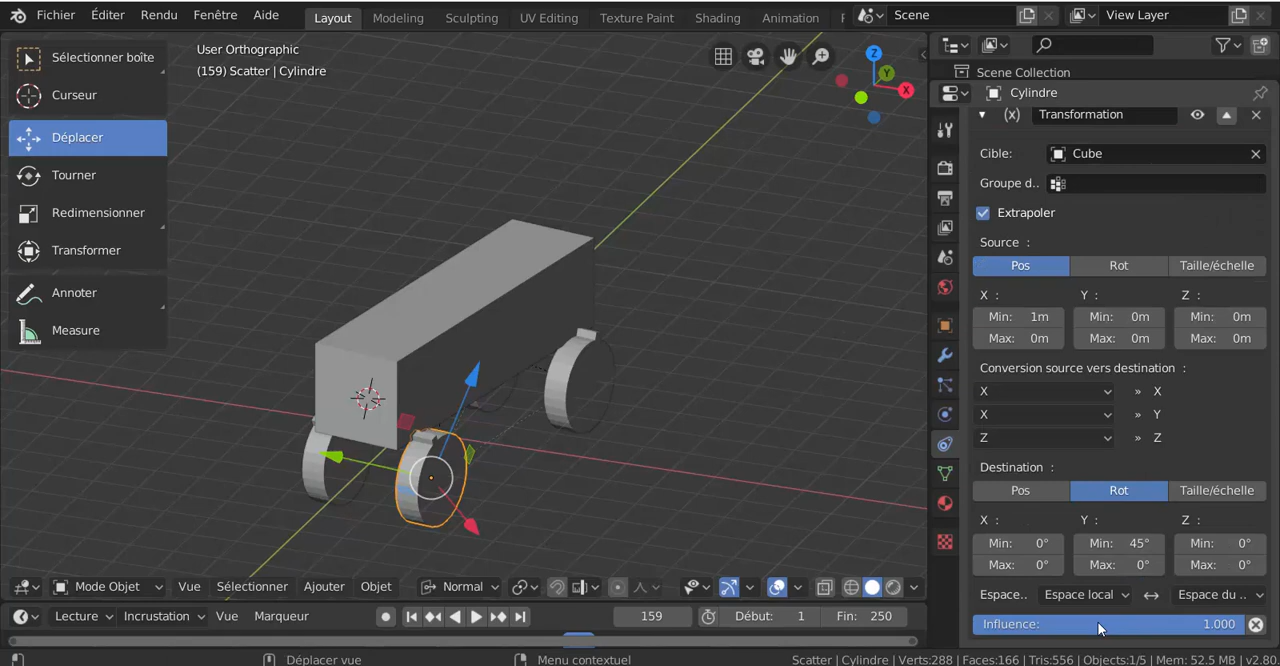 Fichier Éditer Rendu Fenêtre Aide Layout Modeling Sculpting UV Editing Texture Paint Shading Animation Scene View Layer
Sélectionner boîte
Curseur
Déplacer
Tourner
Redimensionner
Transformer
Annoter
Measure
User Orthographic
(159) Scatter | Cylindre
Z
Y
X
Scene Collection
Cylindre
Transformation
Cible: Cube
Groupe d..
Extrapoler
Source :
Pos Rot Taille/échelle
X : Y : Z :
Min: 1m Min: 0m Min: 0m
Max: 0m Max: 0m Max: 0m
Conversion source vers destination :
X » X
X » Y
Z » Z
Destination :
Pos Rot Taille/échelle
X : Y : Z :
Min: 0° Min: 45° Min: 0°
Max: 0° Max: 0° Max: 0°
Espace.. Espace local Espace du ..
Influence: 1.000
Mode Objet Vue Sélectionner Ajouter Objet Normal
Lecture Incrustation Vue Marqueur 159 Début: 1 Fin: 250
Déplacer vue Menu contextuel Scatter | Cylindre | Verts:288 | Faces:166 | Tris:556 | Objects:1/5 | Mem: 52.5 MB | v2.80